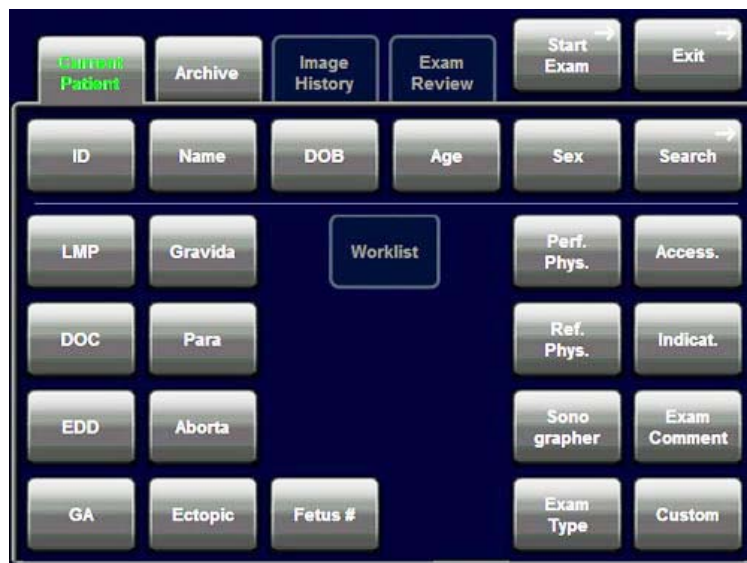 Current
Patient
Archive
Image
History
Exam
Review
Start
Exam
Exit
ID
Name
DOB
Age
Sex
Search
LMP
Gravida
Worklist
Perf.
Phys.
Access.
DOC
Para
Ref.
Phys.
Indicat.
EDD
Aborta
Sono
grapher
Exam
Comment
GA
Ectopic
Fetus #
Exam
Type
Custom